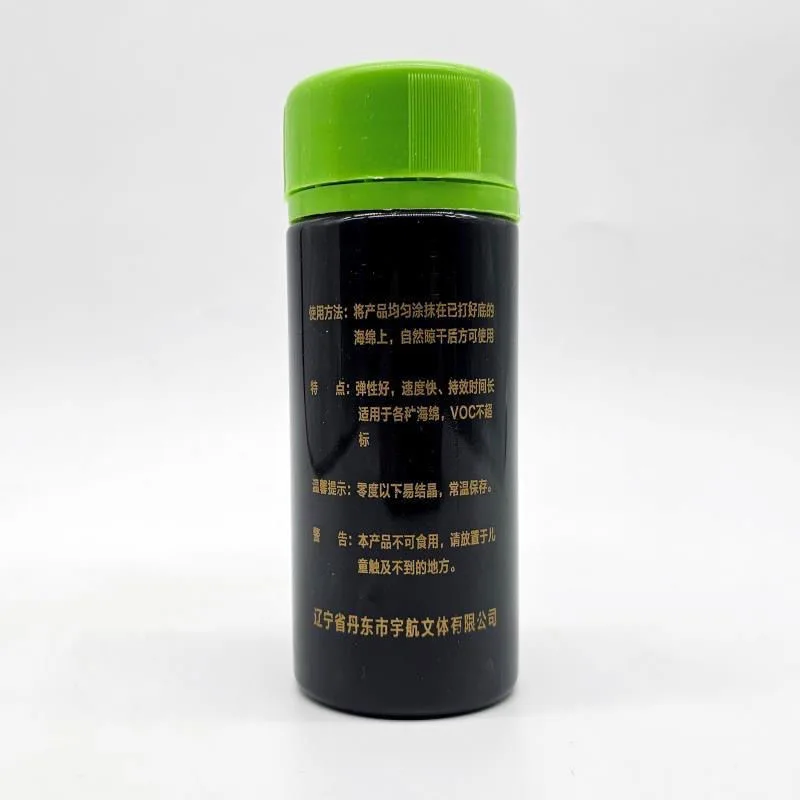 使用方法：将产品均匀涂抹在已打好底的
海绵上，自然晾干后方可使用
特 点：弹性好，速度快、持效时间长
适用于各种海绵，VOC不超
标
温馨提示：零度以下易结晶，常温保存。
警 告：本产品不可食用，请放置于儿
童触及不到的地方。
辽宁省丹东市宇航文体有限公司